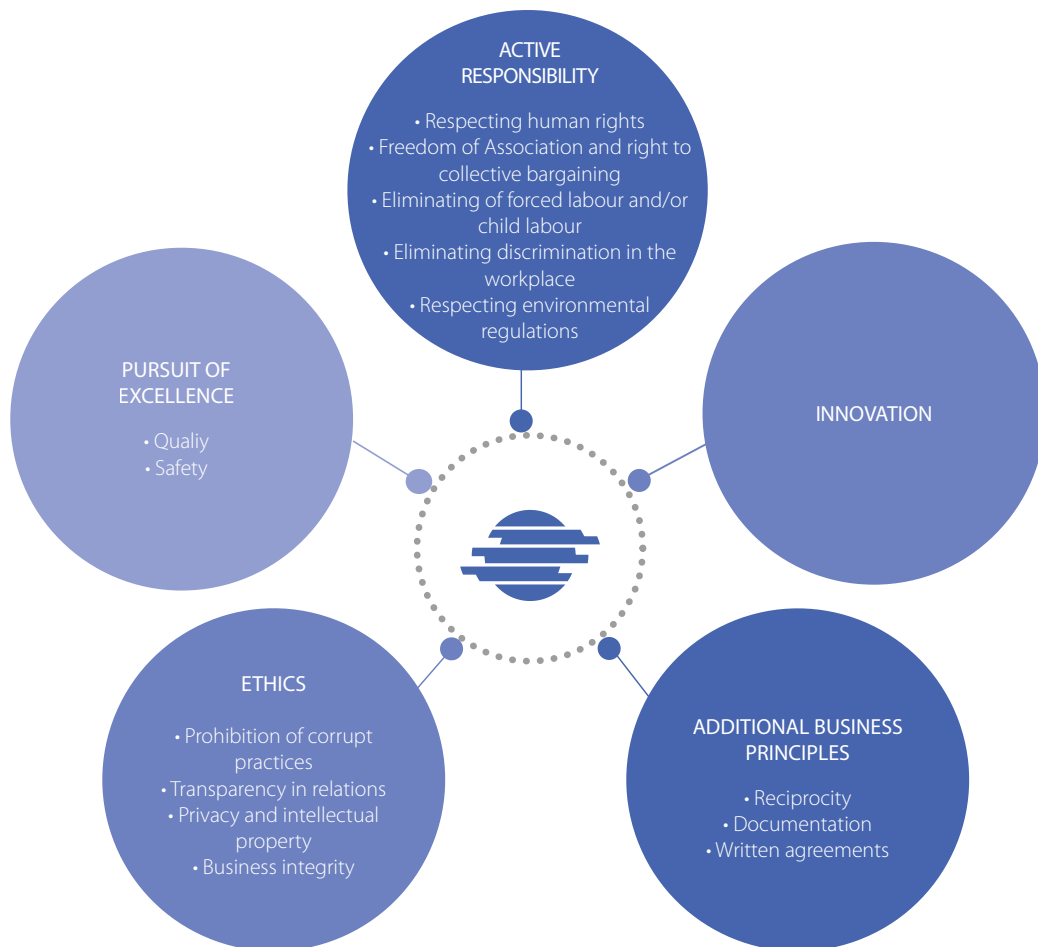 ACTIVE
RESPONSIBILITY
• Respecting human rights
• Freedom of Association and right to
collective bargaining
• Eliminating of forced labour and/or
child labour
• Eliminating discrimination in the
workplace
• Respecting environmental
regulations
PURSUIT OF
EXCELLENCE
• Qualiy
• Safety
INNOVATION
ETHICS
• Prohibition of corrupt
practices
• Transparency in relations
• Privacy and intellectual
property
• Business integrity
ADDITIONAL BUSINESS
PRINCIPLES
• Reciprocity
• Documentation
• Written agreements